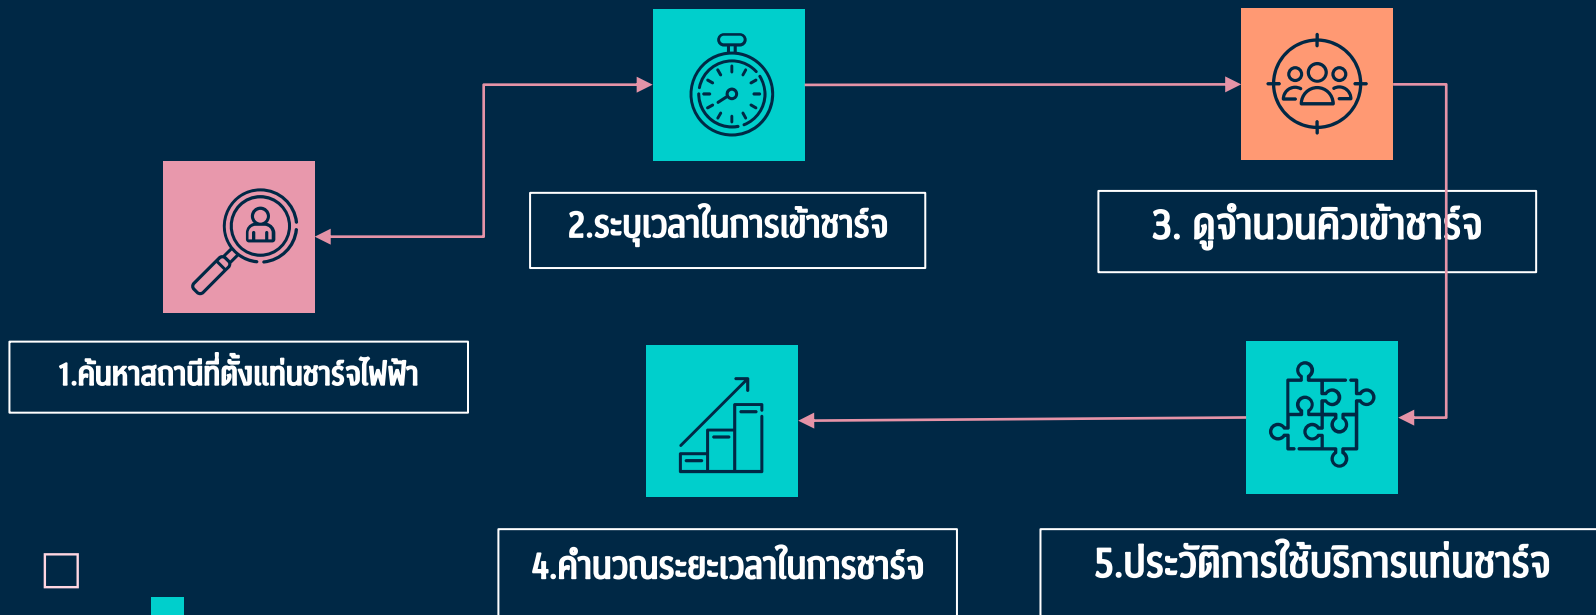 1.ค้นหาสถานีที่ตั้งแท่นชาร์จไฟฟ้า
2.ระบุเวลาในการเข้าชาร์จ
3. ดูจำนวนคิวเข้าชาร์จ
4.คำนวณระยะเวลาในการชาร์จ
5.ประวัติการใช้บริการแท่นชาร์จ